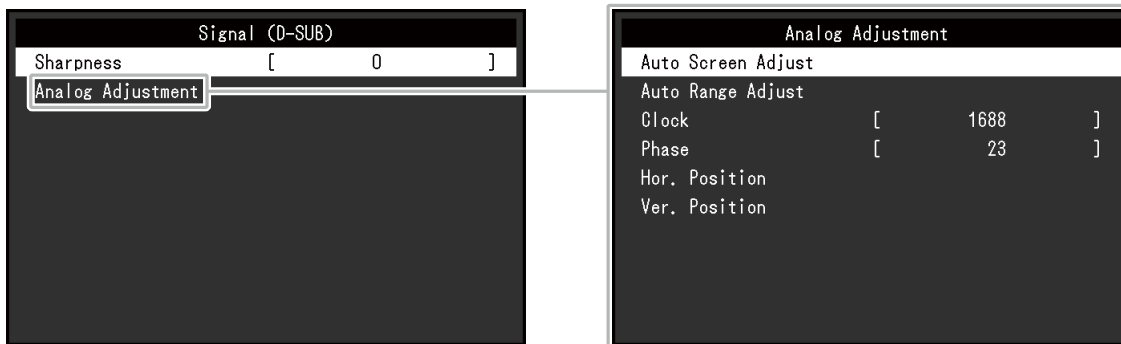 Signal (D-SUB)
Sharpness [ 0 ]
Analog Adjustment
Analog Adjustment
Auto Screen Adjust
Auto Range Adjust
Clock [ 1688 ]
Phase [ 23 ]
Hor. Position
Ver. Position